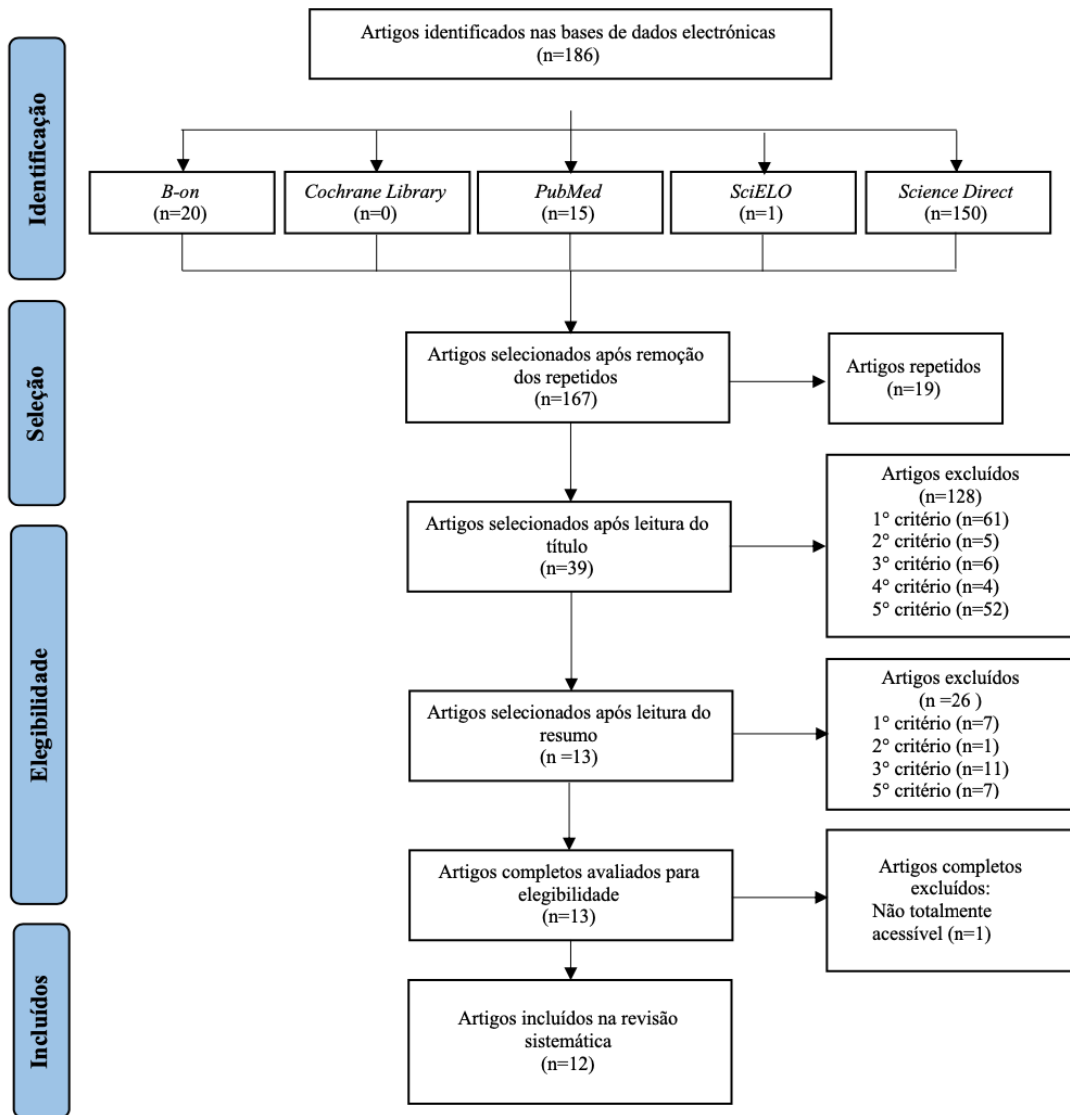 Identificação
Artigos identificados nas bases de dados electrónicas
(n=186)
B-on
(n=20)
Cochrane Library
(n=0)
PubMed
(n=15)
SciELO
(n=1)
Science Direct
(n=150)
Seleção
Artigos selecionados após remoção
dos repetidos
(n=167)
Artigos repetidos
(n=19)
Elegibilidade
Artigos selecionados após leitura do
título
(n=39)
Artigos excluídos
(n=128)
1° critério (n=61)
2° critério (n=5)
3° critério (n=6)
4° critério (n=4)
5° critério (n=52)
Artigos selecionados após leitura do
resumo
(n =13)
Artigos excluídos
(n =26 )
1° critério (n=7)
2° critério (n=1)
3° critério (n=11)
5° critério (n=7)
Artigos completos avaliados para
elegibilidade
(n=13)
Artigos completos
excluídos:
Não totalmente
acessível (n=1)
Incluídos
Artigos incluídos na revisão
sistemática
(n=12)